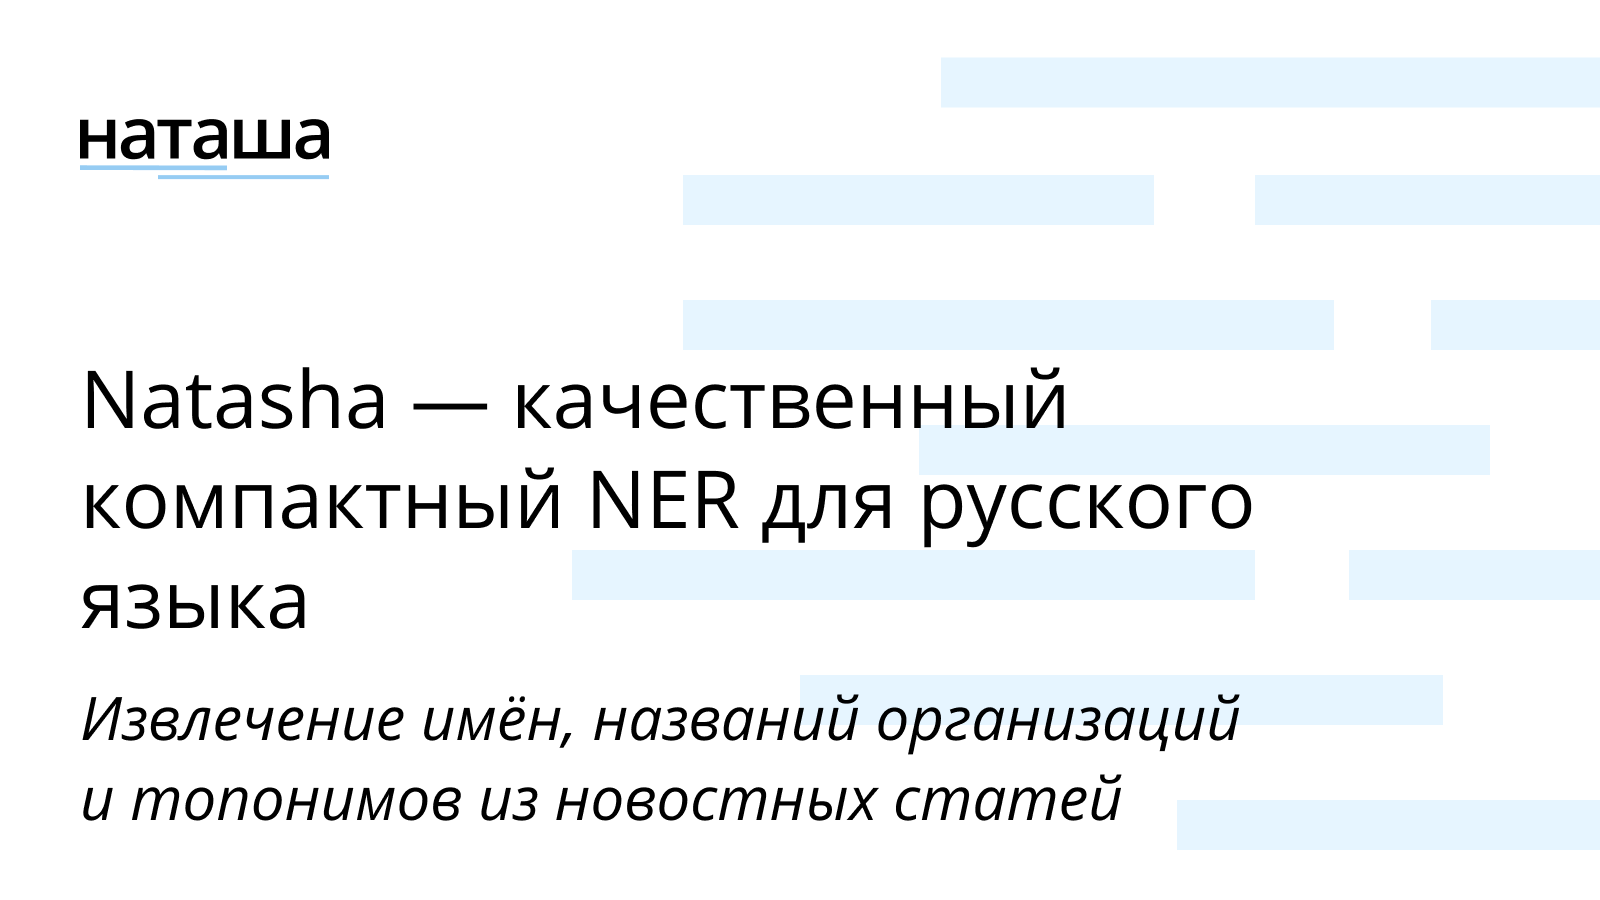 наташа
Natasha — качественный
компактный NER для русского
языка
Извлечение имён, названий организаций
и топонимов из новостных статей